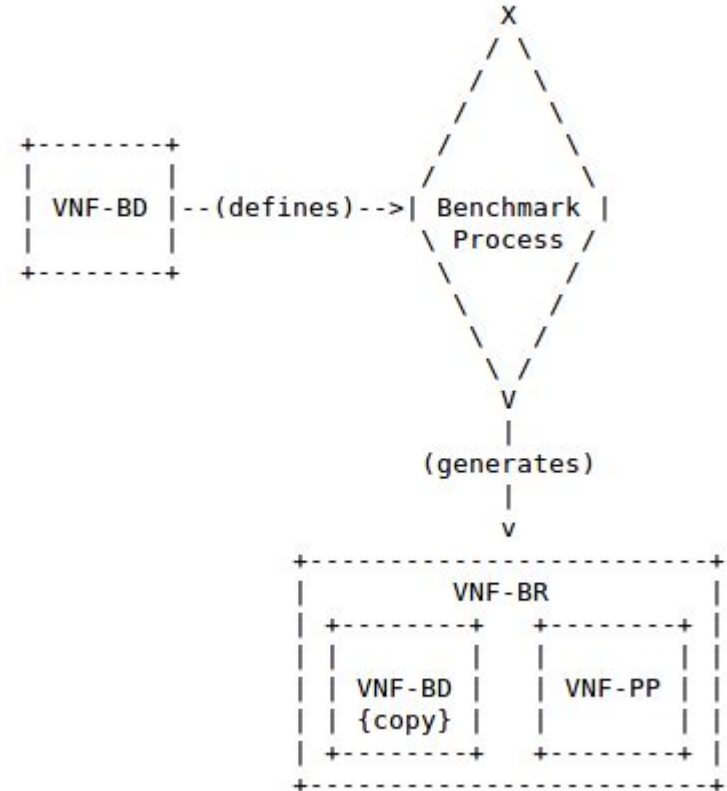 VNF-BD --(defines)--> Benchmark
Process
(generates)
VNF-BR
VNF-BD VNF-PP
{copy}